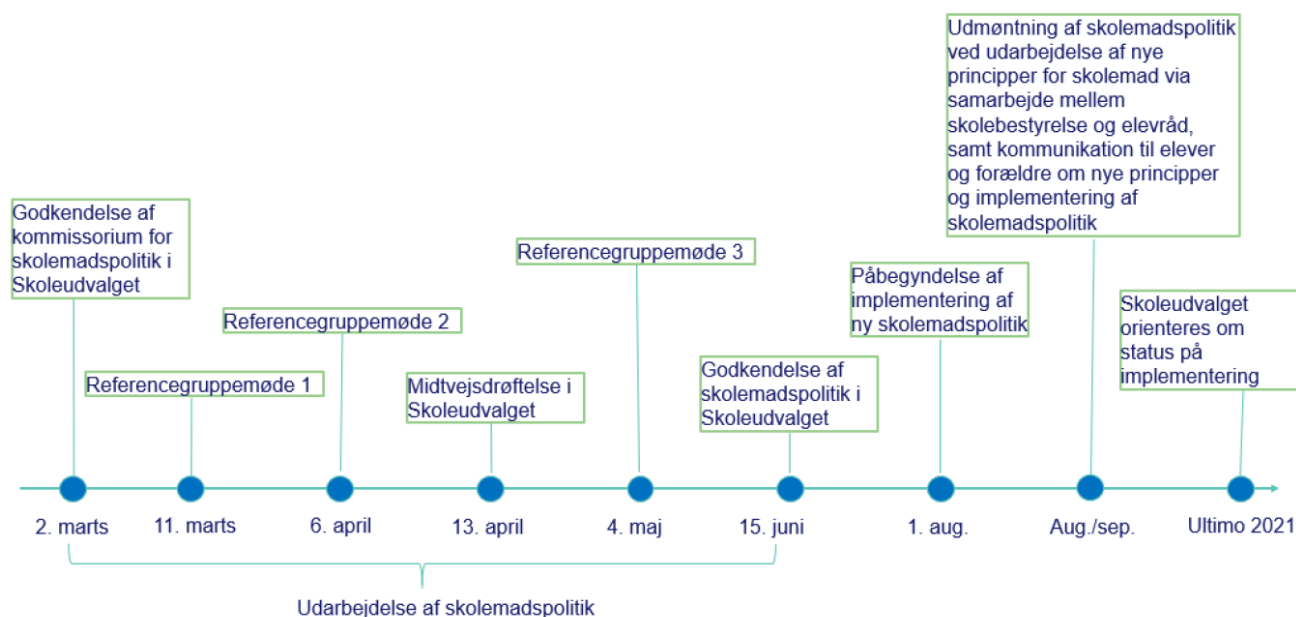 Godkendelse af
kommissorium for
skolemadspolitik i
Skoleudvalget
Referencegruppemøde 1
Referencegruppemøde 2
Midtvejsdrøftelse i
Skoleudvalget
Referencegruppemøde 3
Godkendelse af
skolemadspolitik i
Skoleudvalget
Påbegyndelse af
implementering af
ny skolemadspolitik
Udmøntning af skolemadspolitik
ved udarbejdelse af nye
principper for skolemad via
samarbejde mellem
skolebestyrelse og elevråd,
samt kommunikation til elever
og forældre om nye principper
og implementering af
skolemadspolitik
Skoleudvalget
orienteres om
status på
implementering
2. marts
11. marts
6. april
13. april
4. maj
15. juni
1. aug.
Aug./sep.
Ultimo 2021
Udarbejdelse af skolemadspolitik